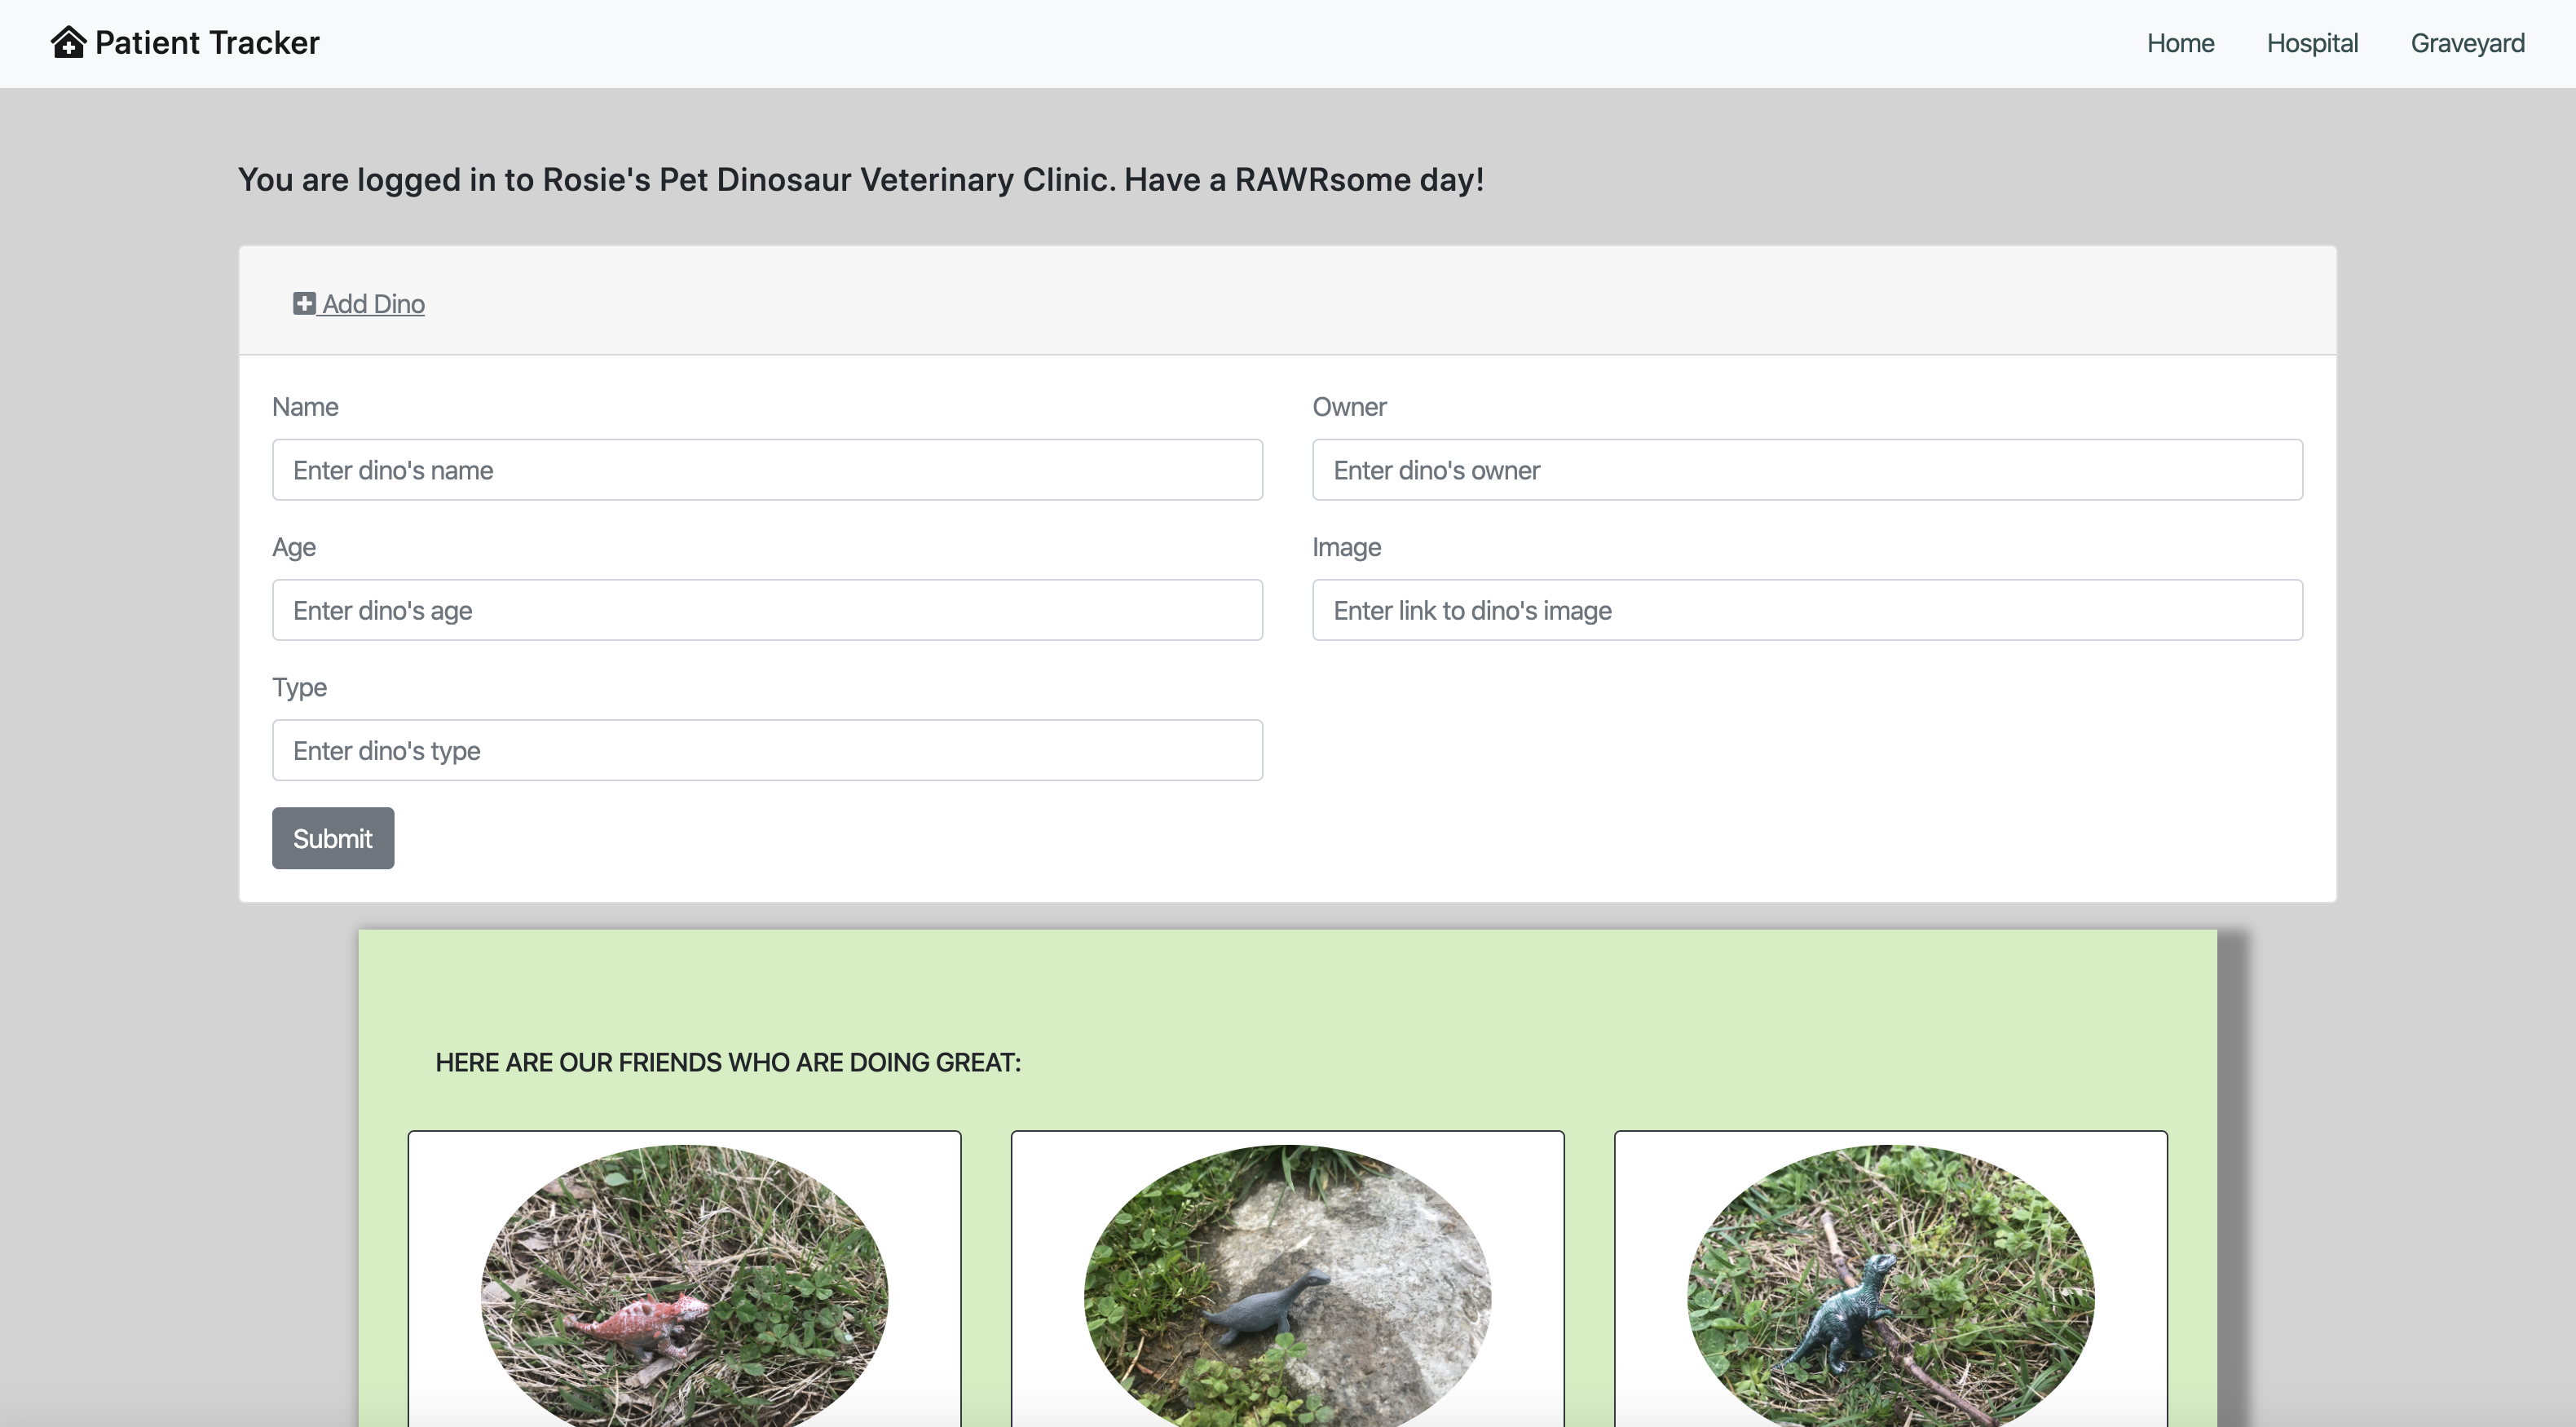 Patient Tracker
Home Hospital Graveyard
You are logged in to Rosie's Pet Dinosaur Veterinary Clinic. Have a RAWRsome day!
Add Dino
Name
Enter dino's name
Owner
Enter dino's owner
Age
Enter dino's age
Image
Enter link to dino's image
Type
Enter dino's type
Submit
HERE ARE OUR FRIENDS WHO ARE DOING GREAT: